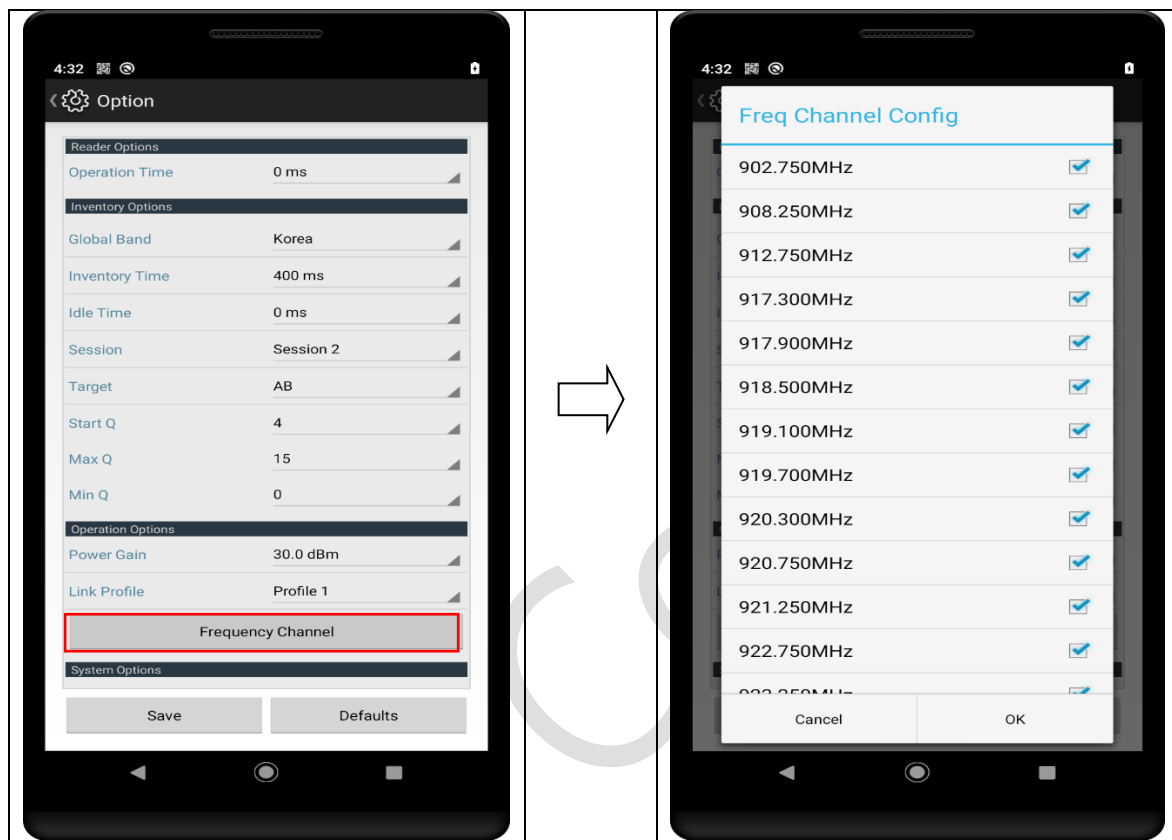 4:32
Option
Reader Options
Operation Time 0 ms
Inventory Options
Global Band Korea
Inventory Time 400 ms
Idle Time 0 ms
Session Session 2
Target AB
Start Q 4
Max Q 15
Min Q 0
Operation Options
Power Gain 30.0 dBm
Link Profile Profile 1
Frequency Channel
System Options
Save Defaults
4:32
Freq Channel Config
902.750MHz
908.250MHz
912.750MHz
917.300MHz
917.900MHz
918.500MHz
919.100MHz
919.700MHz
920.300MHz
920.750MHz
921.250MHz
922.750MHz
Cancel OK